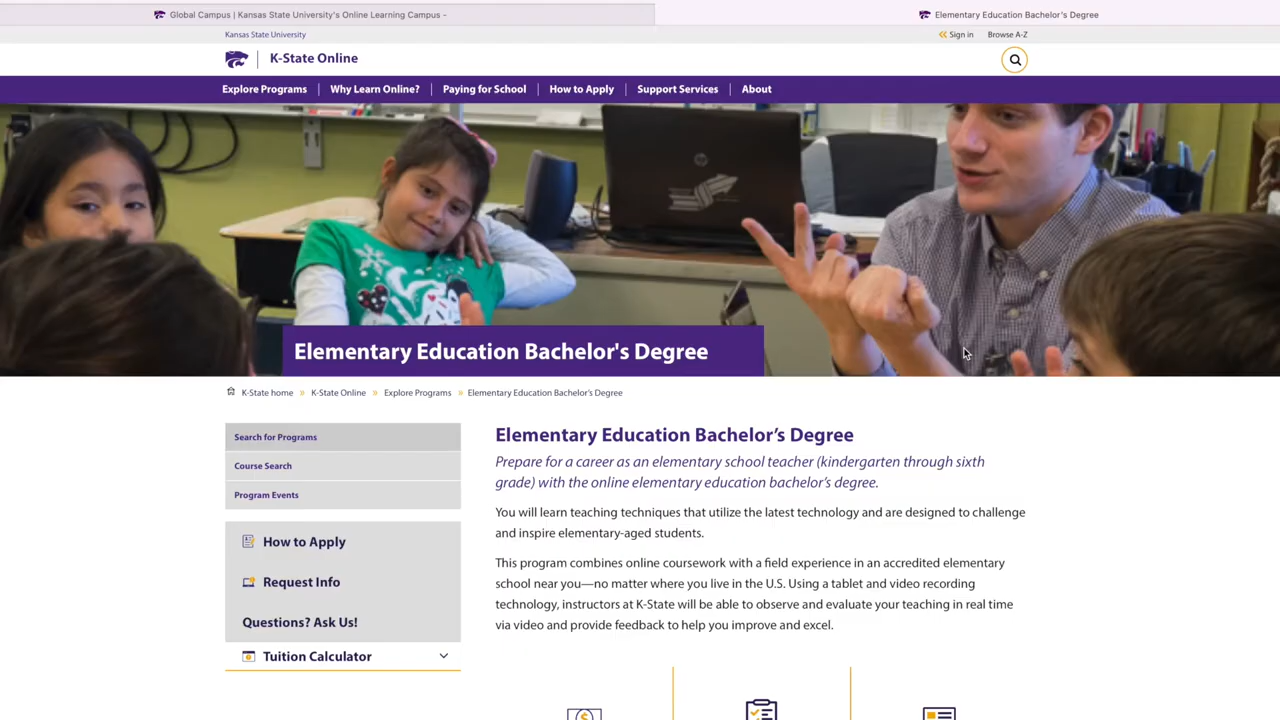 Global Campus | Kansas State University's Online Learning Campus -
Elementary Education Bachelor's Degree
Kansas State University
Sign in
Browse A-Z
K-State Online
Explore Programs
Why Learn Online?
Paying for School
How to Apply
Support Services
About
Elementary Education Bachelor's Degree
K-State home » K-State Online » Explore Programs » Elementary Education Bachelor's Degree
Search for Programs
Course Search
Program Events
How to Apply
Request Info
Questions? Ask Us!
Tuition Calculator
Elementary Education Bachelor’s Degree
Prepare for a career as an elementary school teacher (kindergarten through sixth
grade) with the online elementary education bachelor’s degree.
You will learn teaching techniques that utilize the latest technology and are designed to challenge
and inspire elementary-aged students.
This program combines online coursework with a field experience in an accredited elementary
school near you—no matter where you live in the U.S. Using a tablet and video recording
technology, instructors at K-State will be able to observe and evaluate your teaching in real time
via video and provide feedback to help you improve and excel.